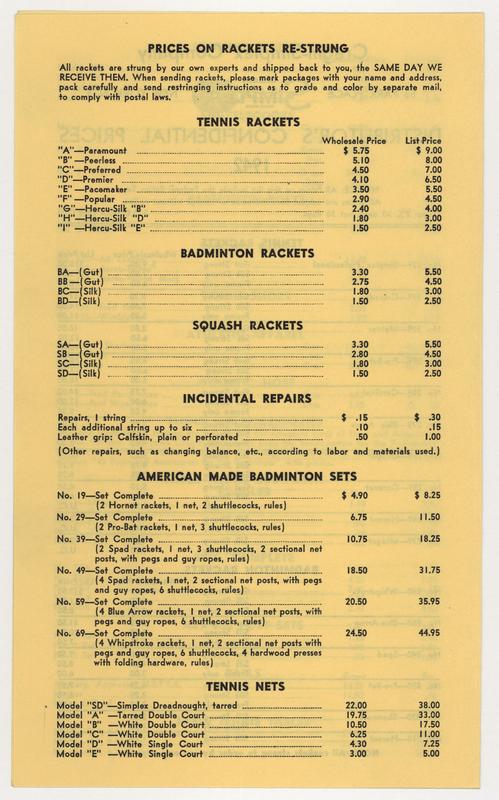 PRICES ON RACKETS RE-STRUNG
All rackets are strung by our own experts and shipped back to you, the SAME DAY WE
RECEIVE THEM. When sending rackets, please mark packages with your name and address,
pack carefully and send restringing instructions as to grade and color by separate mail,
to comply with postal laws.
TENNIS RACKETS
Wholesale Price List Price
"A"—Paramount $ 5.75 $ 9.00
"B"—Peerless 5.10 8.00
"C"—Preferred 4.50 7.00
"D"—Premier 4.10 6.50
"E"—Pacemaker 3.50 5.50
"F"—Popular 2.90 4.50
"G"—Hercu-Silk "B" 2.40 4.00
"H"—Hercu-Silk "D" 1.80 3.00
"I" —Hercu-Silk "E" 1.50 2.50
BADMINTON RACKETS
BA—(Gut) 3.30 5.50
BB—(Gut) 2.75 4.50
BC—(Silk) 1.80 3.00
BD—(Silk) 1.50 2.50
SQUASH RACKETS
SA—(Gut) 3.30 5.50
SB—(Gut) 2.80 4.50
SC—(Silk) 1.80 3.00
SD—(Silk) 1.50 2.50
INCIDENTAL REPAIRS
Repairs, 1 string $ .15 $ .30
Each additional string up to six .10 .15
Leather grip: Calfskin, plain or perforated .50 1.00
(Other repairs, such as changing balance, etc., according to labor and materials used.)
AMERICAN MADE BADMINTON SETS
No. 19—Set Complete $ 4.90 $ 8.25
(2 Hornet rackets, 1 net, 2 shuttlecocks, rules)
No. 29—Set Complete 6.75 11.50
(2 Pro-Bat rackets, 1 net, 3 shuttlecocks, rules)
No. 39—Set Complete 10.75 18.25
(2 Spad rackets, 1 net, 3 shuttlecocks, 2 sectional net
posts, with pegs and guy ropes, rules)
No. 49—Set Complete 18.50 31.75
(4 Spad rackets, 1 net, 2 sectional net posts, with pegs
and guy ropes, 6 shuttlecocks, rules)
No. 59—Set Complete 20.50 35.95
(4 Blue Arrow rackets, 1 net, 2 sectional net posts, with
pegs and guy ropes, 6 shuttlecocks, rules)
No. 69—Set Complete 24.50 44.95
(4 Whipstroke rackets, 1 net, 2 sectional net posts with
pegs and guy ropes, 6 shuttlecocks, 4 hardwood presses
with folding hardware, rules)
TENNIS NETS
Model "SD"—Simplex Dreadnought, tarred 22.00 38.00
Model "A" —Tarred Double Court 19.75 33.00
Model "B" —White Double Court 10.50 17.50
Model "C" —White Double Court 6.25 11.00
Model "D" —White Single Court 4.30 7.25
Model "E" —White Single Court 3.00 5.00